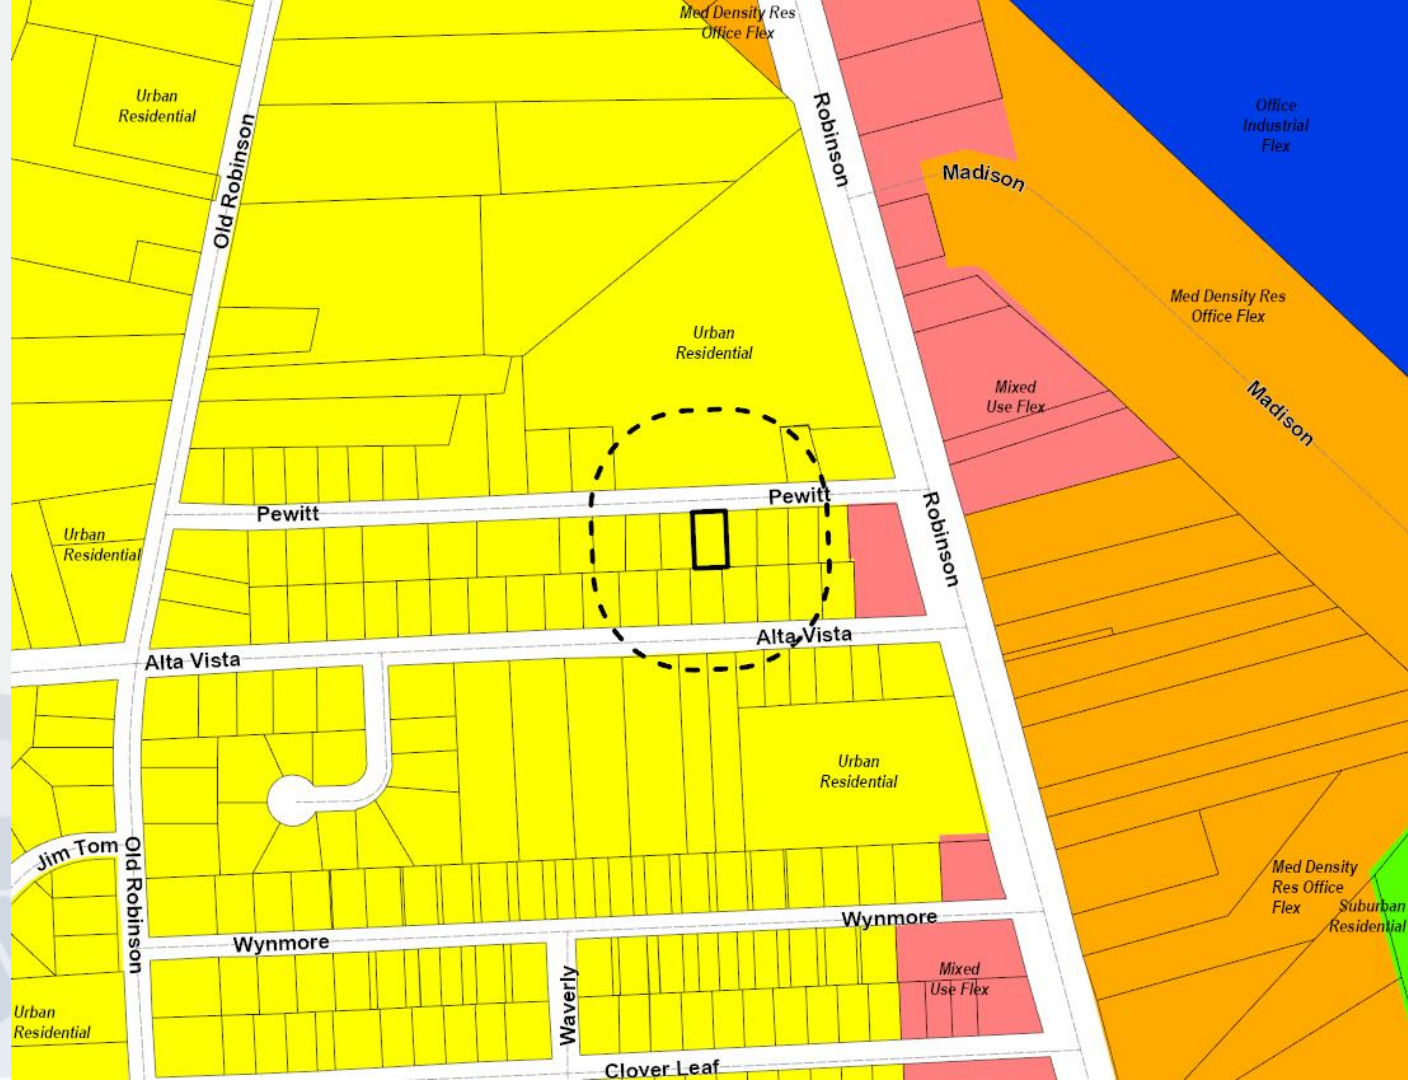 Med Density Res
Office Flex
Urban
Residential
Robinson
Office
Industrial
Flex
Old Robinson
Madison
Med Density Res
Office Flex
Urban
Residential
Mixed
Use Flex
Madison
Pewitt
Pewitt
Robinson
Urban
Residential
Alta Vista
Alta Vista
Urban
Residential
Jim Tom
Old Robinson
Med Density
Res Office
Flex
Suburban
Residential
Wynmore
Wynmore
Mixed
Use Flex
Waverly
Urban
Residential
Clover Leaf